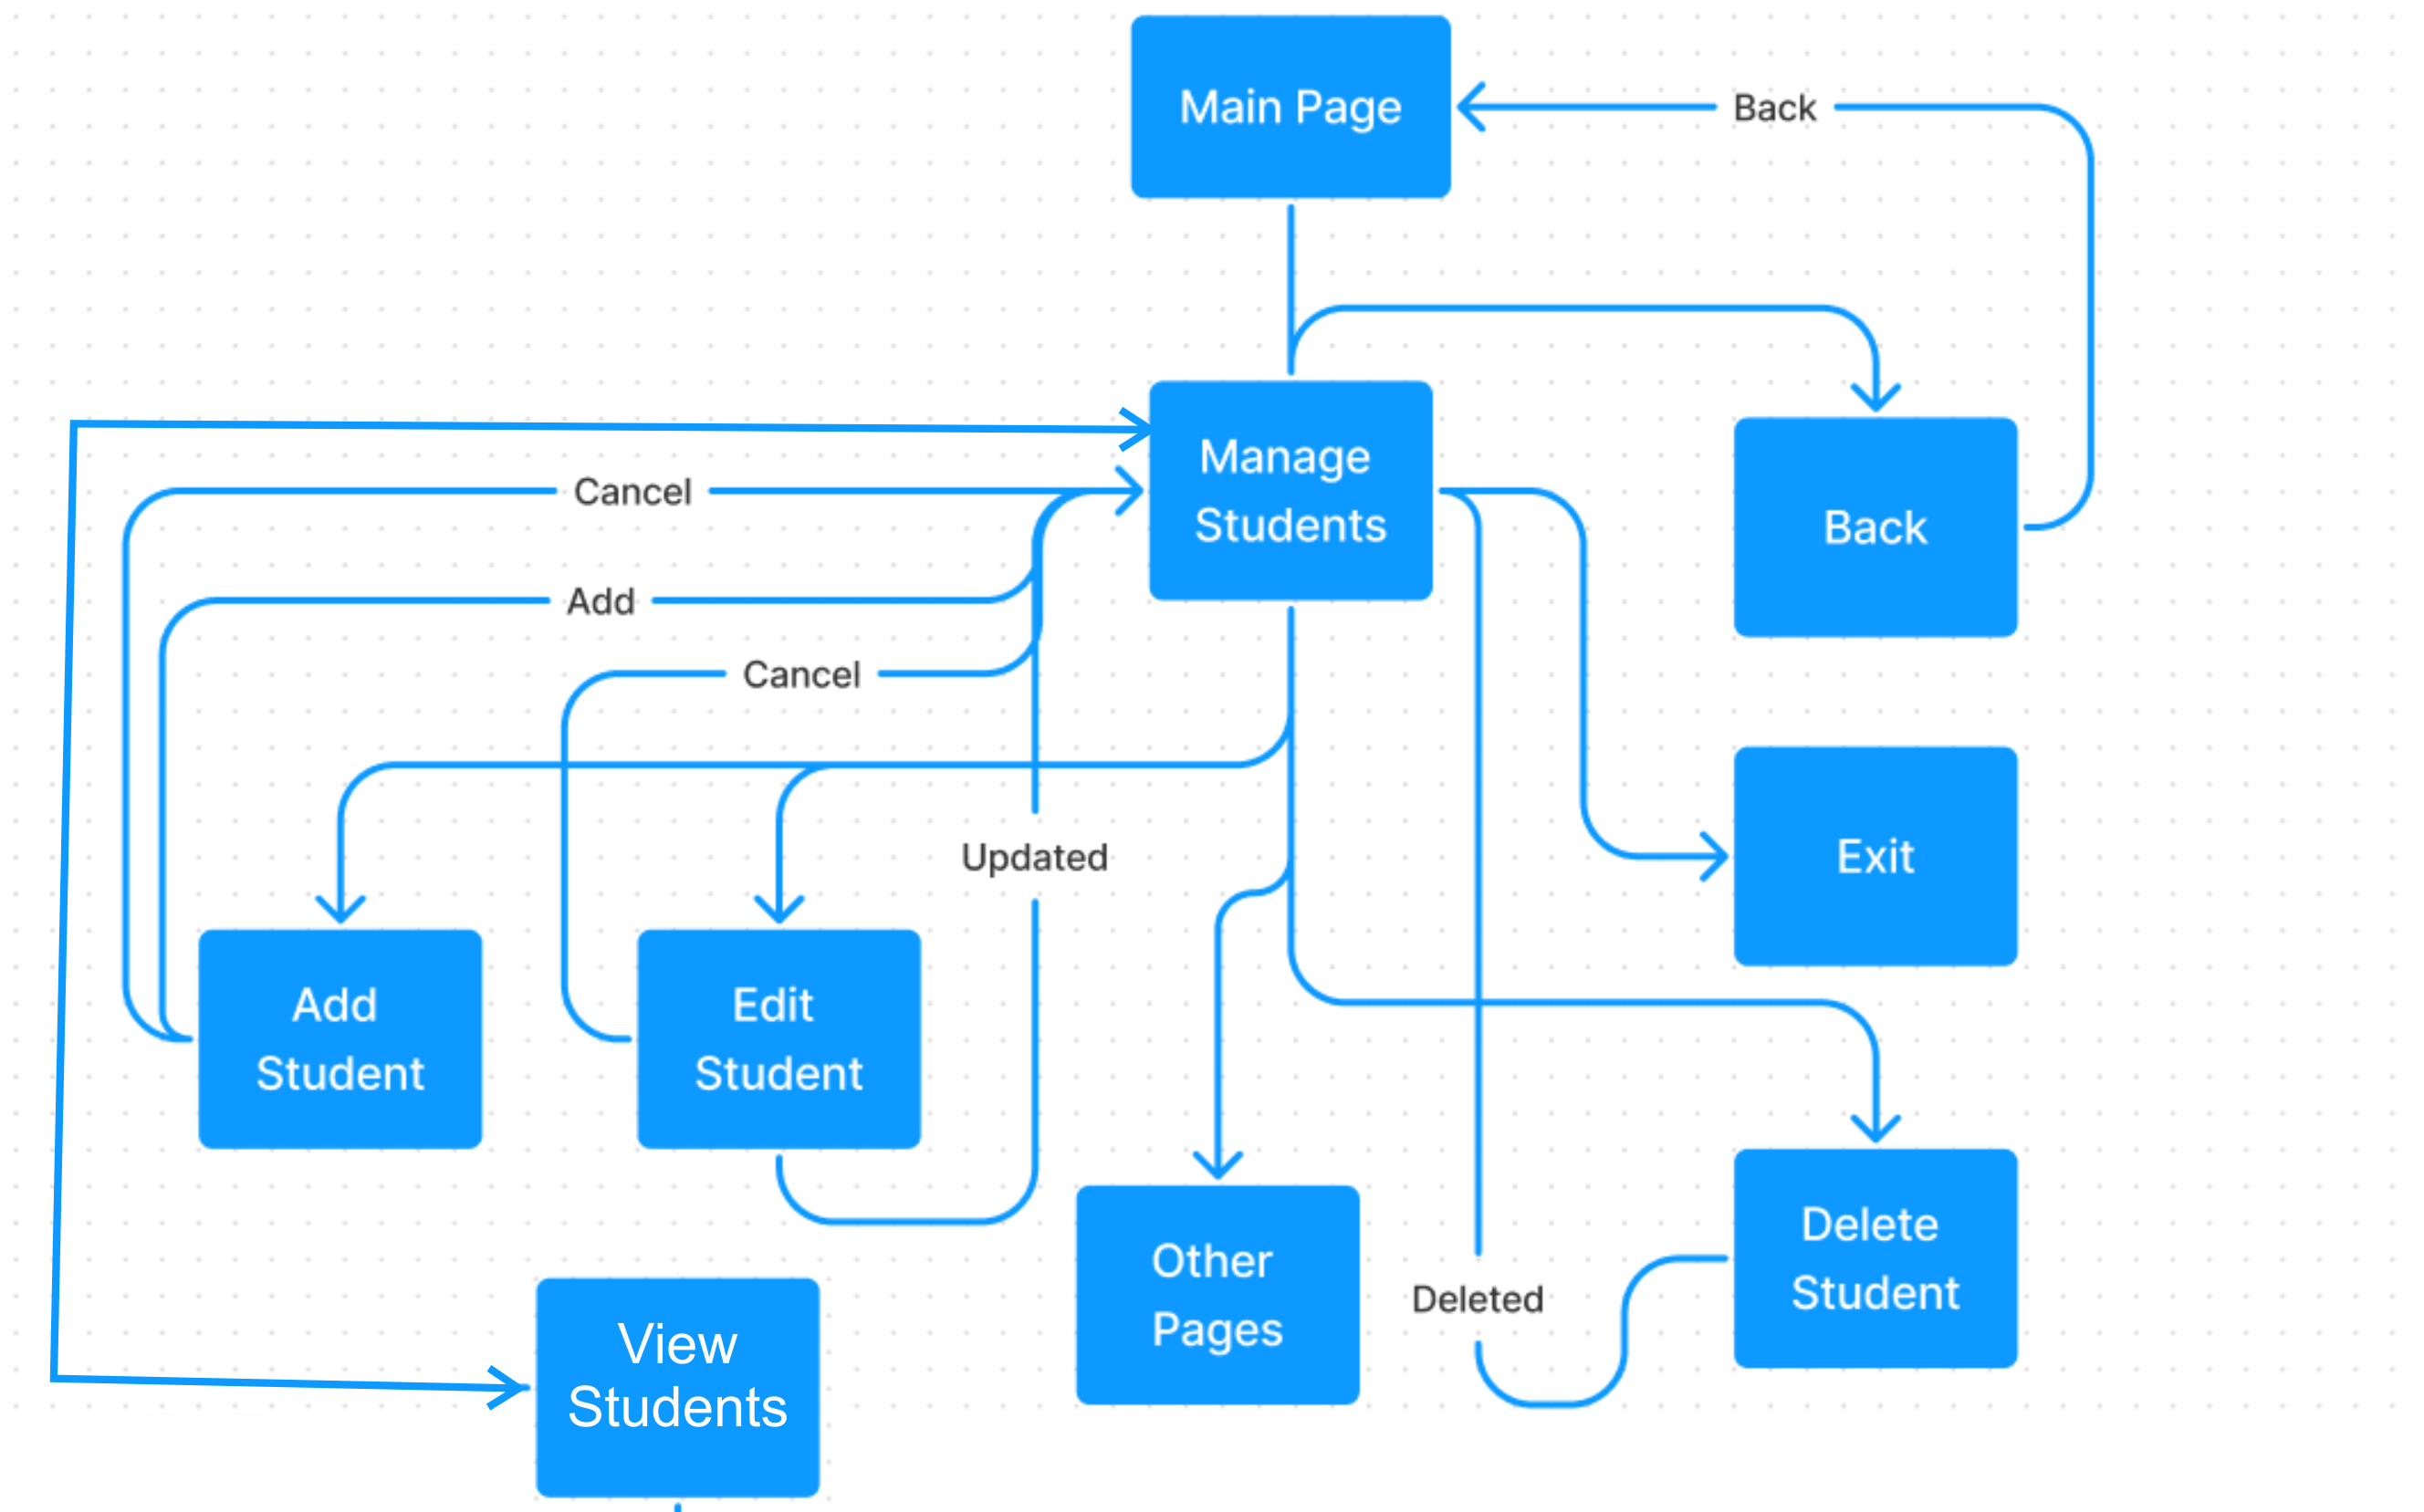 Main Page
Back
Manage
Students
Cancel
Back
Add
Cancel
Updated
Exit
Add
Student
Edit
Student
Delete
Student
Other
Pages
Deleted
View
Students